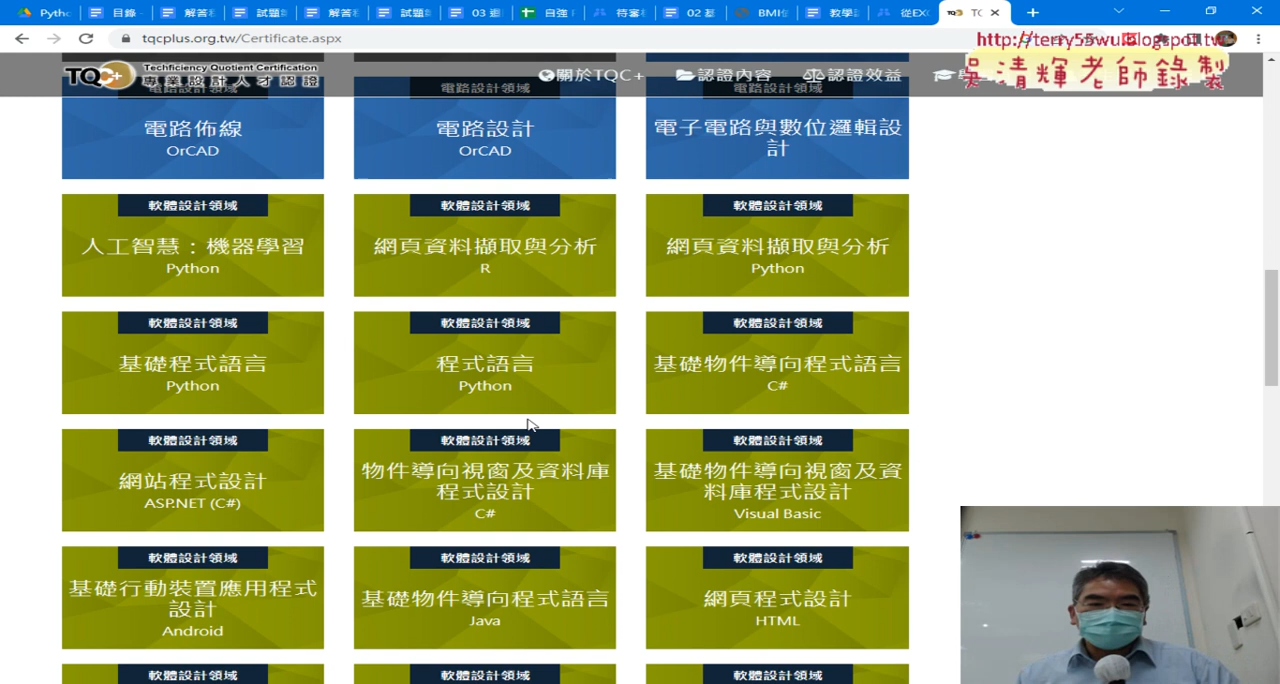 Pytho
目錄
解答
試題
解答
試題
03 迴
自強
待審
02 基
BMI
教學
從EXC
TC
tqcplus.org.tw/Certificate.aspx
http://terry55wu.blogspot.tw
吳清輝老師錄製
TQC+
Techficiency Quotient Certification
專業設計人才認證
關於TQC+
認證內容
認證效益
電路設計領域
電路設計領域
電路設計領域
電路佈線
OrCAD
電路設計
OrCAD
電子電路與數位邏輯設
計
軟體設計領域
人工智慧：機器學習
Python
軟體設計領域
網頁資料擷取與分析
R
軟體設計領域
網頁資料擷取與分析
Python
軟體設計領域
基礎程式語言
Python
軟體設計領域
程式語言
Python
軟體設計領域
基礎物件導向程式語言
C#
軟體設計領域
網站程式設計
ASP.NET (C#)
軟體設計領域
物件導向視窗及資料庫
程式設計
C#
軟體設計領域
基礎物件導向視窗及資
料庫程式設計
Visual Basic
軟體設計領域
基礎行動裝置應用程式
設計
Android
軟體設計領域
基礎物件導向程式語言
Java
軟體設計領域
網頁程式設計
HTML
軟體設計領域
軟體設計領域
軟體設計領域